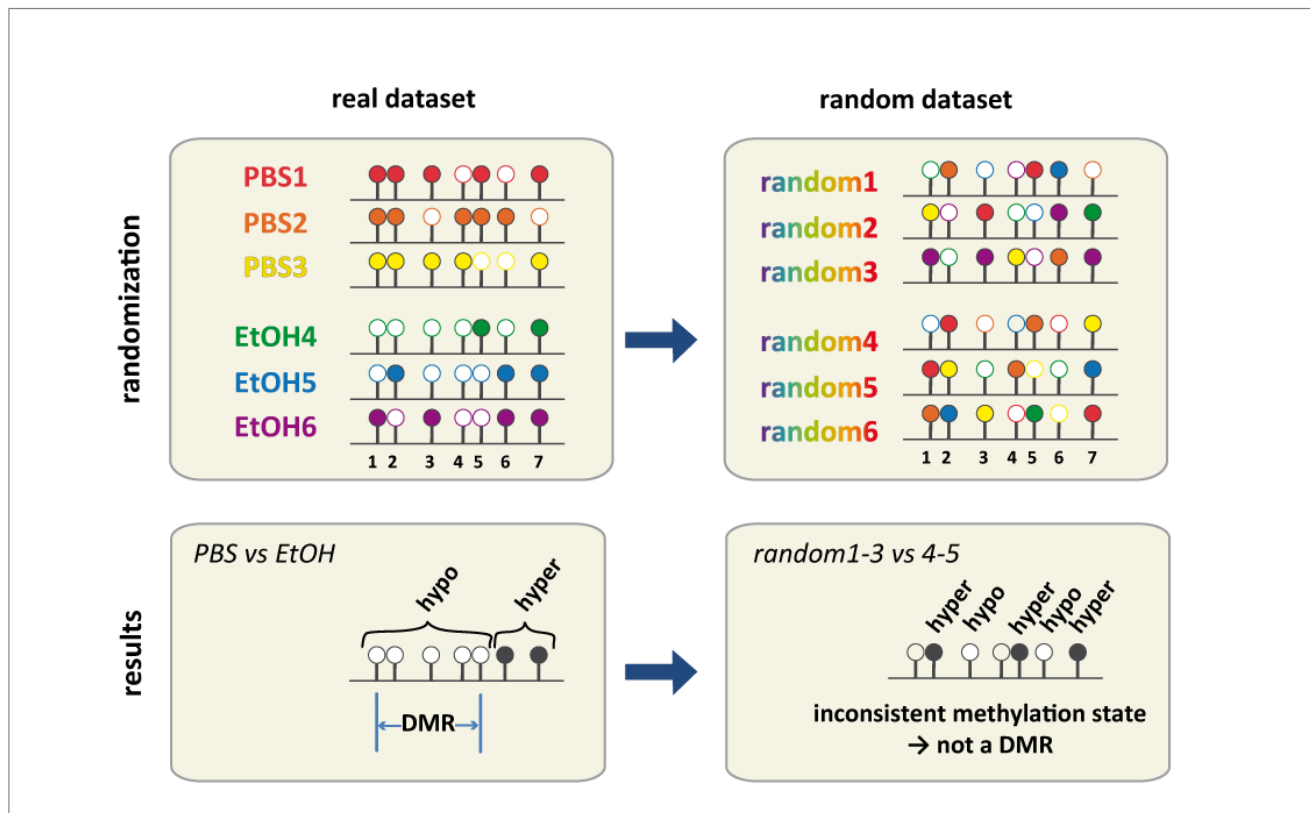 real dataset
random dataset
randomization
PBS1
PBS2
PBS3
EtOH4
EtOH5
EtOH6
1 2 3 4 5 6 7
random1
random2
random3
random4
random5
random6
1 2 3 4 5 6 7
results
PBS vs EtOH
hypo
hyper
DMR
random1-3 vs 4-5
hyper
hypo
hyper
hypo
hyper
inconsistent methylation state
→ not a DMR